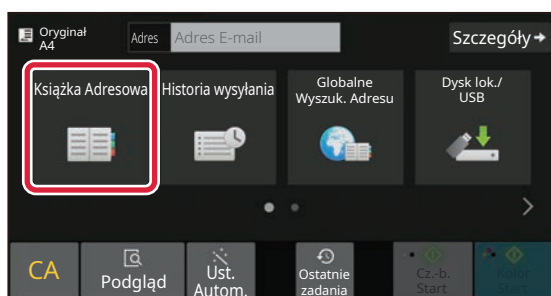 Oryginał
A4
Adres
Adres E-mail
Szczegóły
Książka Adresowa
Historia wysyłania
Globalne
Wyszuk. Adresu
Dysk lok./
USB
CA
Podgląd
Ust.
Autom.
Ostatnie
zadania
Cz.-b.
Start
Kolor
Start